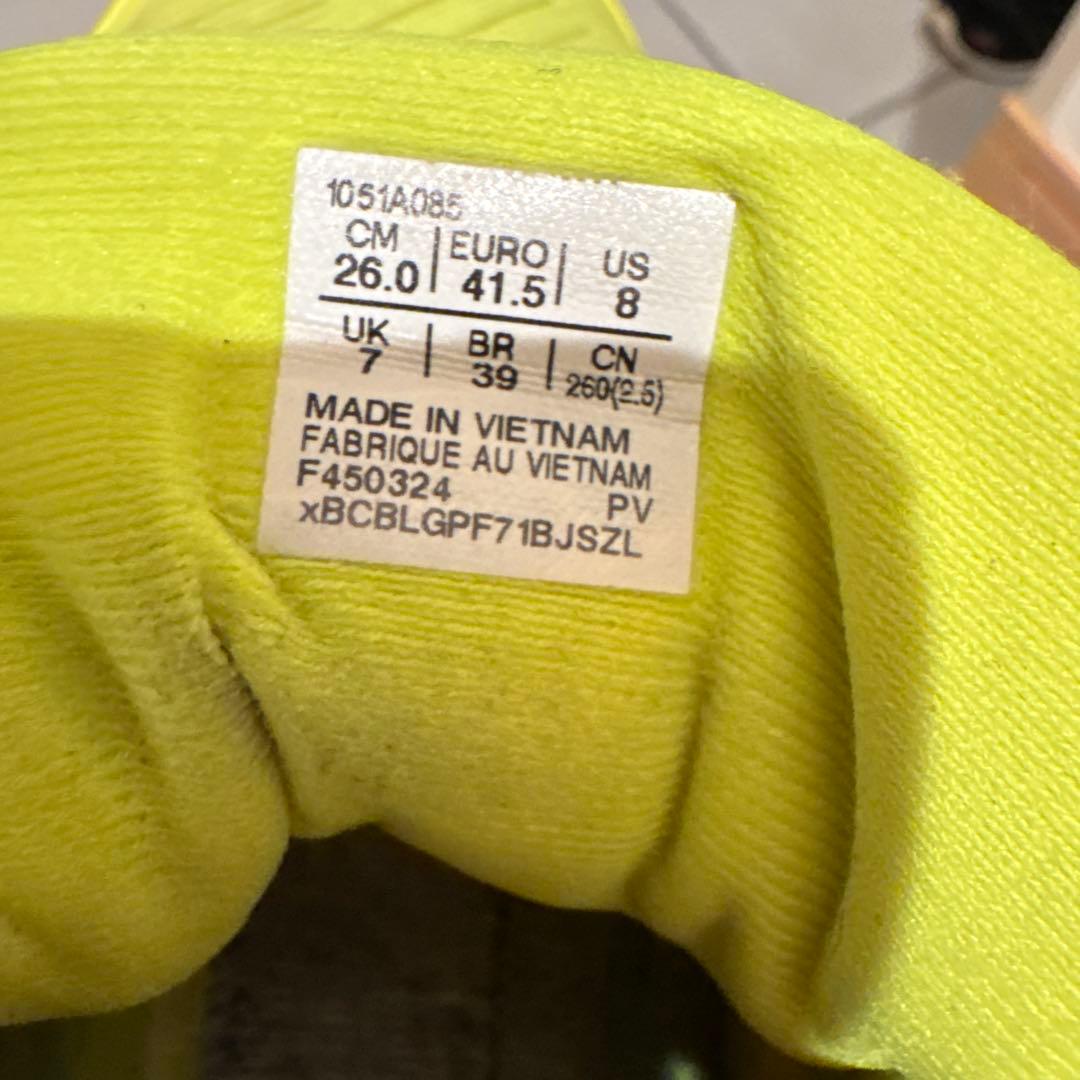 1051A085
CM | EURO | US
26.0 | 41.5 | 8
UK | BR | CN
7 | 39 | 260(2.5)
MADE IN VIETNAM
FABRIQUE AU VIETNAM
F450324 PV
xBCBLGPF71BJSZL